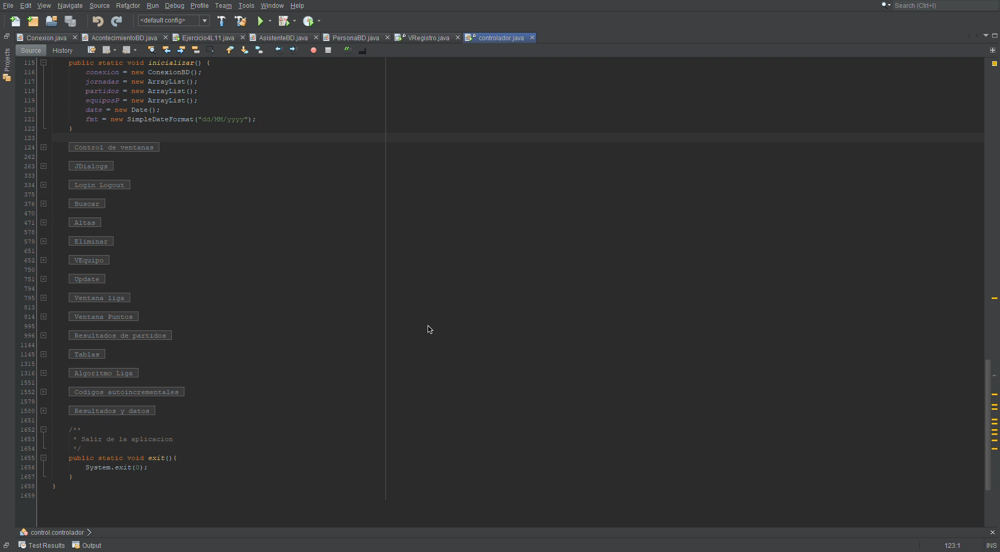 File Edit View Navigate Source Refactor Run Debug Profile Team Tools Window Help Search (Ctrl+I)
<default config>
Conexion.java AcontecimientoBD.java Ejercicio4L11.java AsistenteBD.java PersonaBD.java VRegistro.java controlador.java
Source History
Projects
115 public static void inicializar() {
116 conexion = new ConexionBD();
117 jornadas = new ArrayList();
118 partidos = new ArrayList();
119 equiposP = new ArrayList();
120 date = new Date();
121 fmt = new SimpleDateFormat("dd/MM/yyyy");
122 }
123
124 Control de ventanas
262
263 JDialogs
333
334 Login Logout
375
376 Buscar
470
471 Altas
578
579 Eliminar
651
652 VEquipo
750
751 Update
794
795 Ventana liga
813
814 Ventana Puntos
995
996 Resultados de partidos
1144
1145 Tablas
1315
1316 Algoritmo Liga
1551
1552 Codigos autoincrementales
1579
1580 Resultados y datos
1651
1652 /**
1653 * Salir de la aplicacion
1654 */
1655 public static void exit(){
1656 System.exit(0);
1657 }
1658 }
1659
control.controlador
Test Results Output 123:1 INS